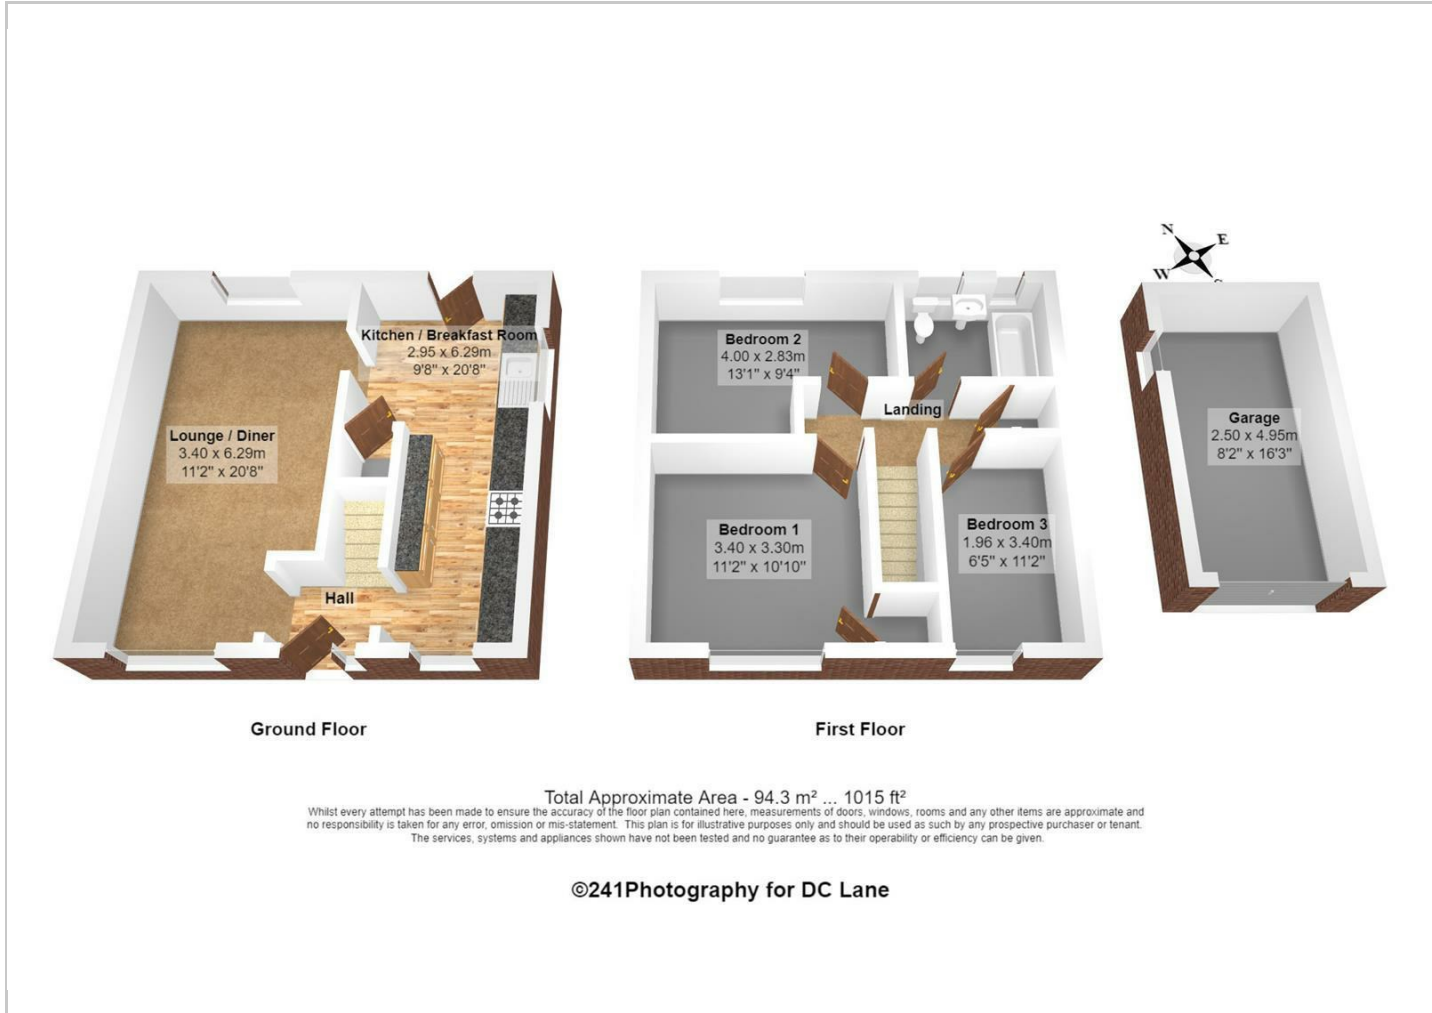 N
E
W
S
Kitchen / Breakfast Room
2.95 x 6.29m
9'8" x 20'8"
Lounge / Diner
3.40 x 6.29m
11'2" x 20'8"
Hall
Bedroom 2
4.00 x 2.83m
13'1" x 9'4"
Landing
Bedroom 1
3.40 x 3.30m
11'2" x 10'10"
Bedroom 3
1.96 x 3.40m
6'5" x 11'2"
Garage
2.50 x 4.95m
8'2" x 16'3"
Ground Floor
First Floor
Total Approximate Area - 94.3 m² ... 1015 ft²
Whilst every attempt has been made to ensure the accuracy of the floor plan contained here, measurements of doors, windows, rooms and any other items are approximate and
no responsibility is taken for any error, omission or mis-statement. This plan is for illustrative purposes only and should be used as such by any prospective purchaser or tenant.
The services, systems and appliances shown have not been tested and no guarantee as to their operability or efficiency can be given.
©241Photography for DC Lane